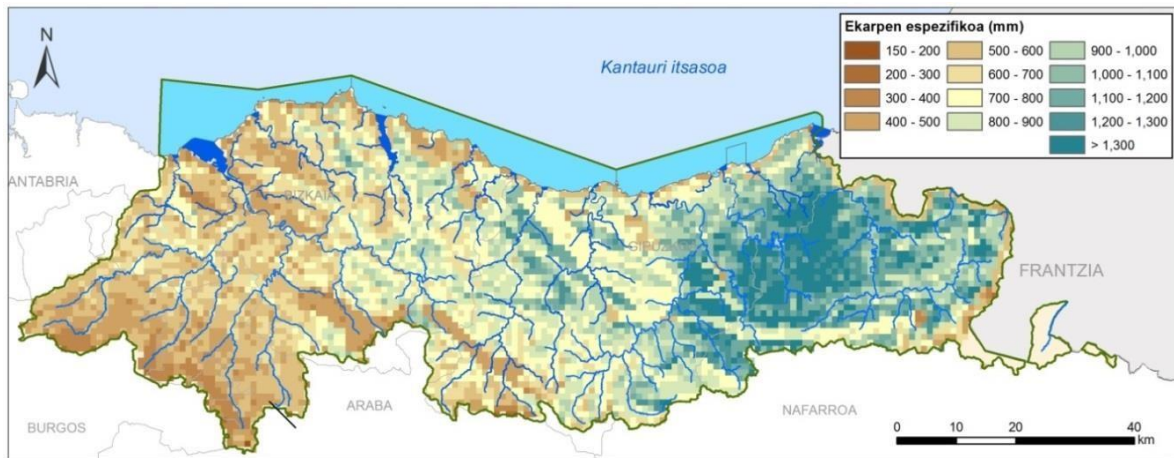 N
Kantauri itsasoa
Ekarpen espezifikoa (mm)
150 - 200
200 - 300
300 - 400
400 - 500
500 - 600
600 - 700
700 - 800
800 - 900
900 - 1,000
1,000 - 1,100
1,100 - 1,200
1,200 - 1,300
> 1,300
ANTABRIA
BIZKAIA
GIPUZKOA
FRANTZIA
ARABA
NAFARROA
BURGOS
0 10 20 40
km